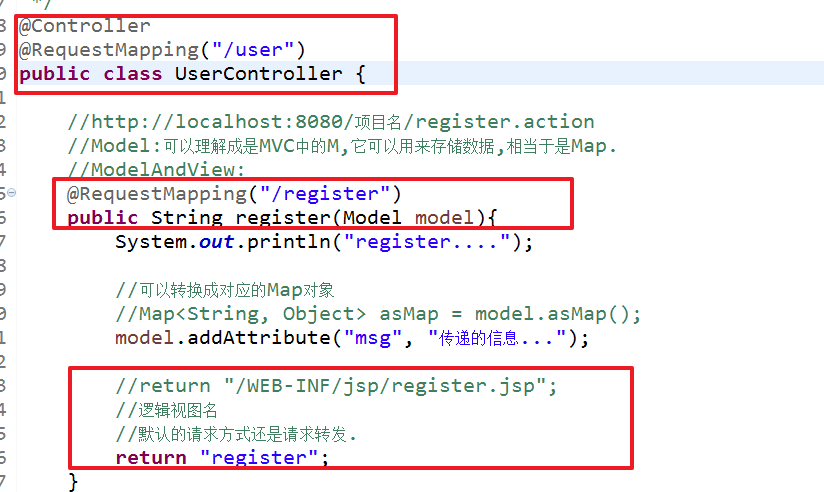 */
@Controller
@RequestMapping("/user")
public class UserController {
//http://localhost:8080/项目名/register.action
//Model:可以理解成是MVC中的M,它可以用来存储数据,相当于是Map.
//ModelAndView:
@RequestMapping("/register")
public String register(Model model){
System.out.println("register....");
//可以转换成对应的Map对象
//Map<String, Object> asMap = model.asMap();
model.addAttribute("msg", "传递的信息...");
//return "/WEB-INF/jsp/register.jsp";
//逻辑视图名
//默认的请求方式还是请求转发.
return "register";
}